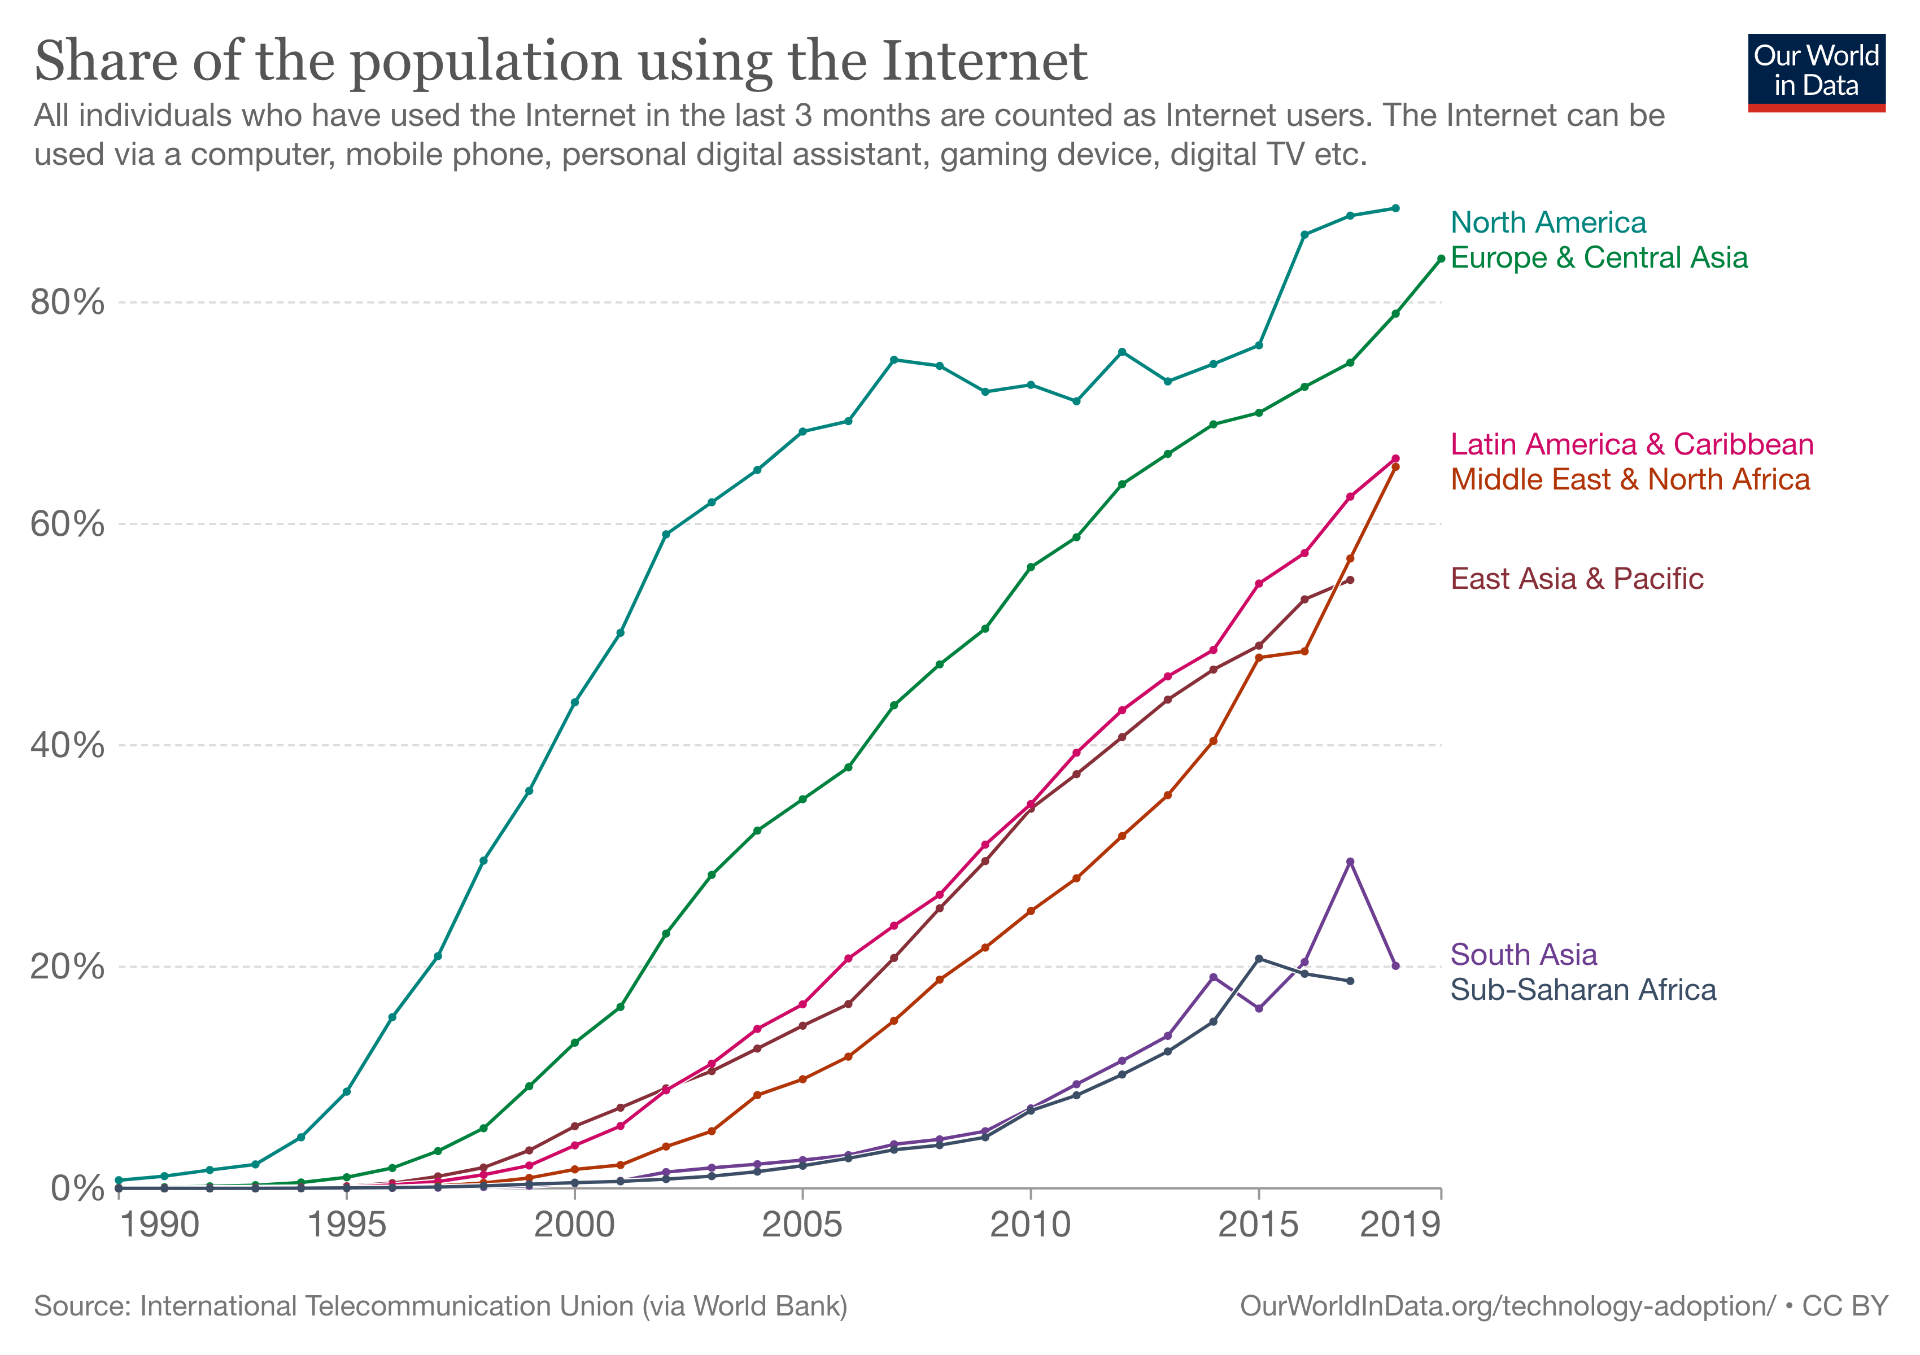 Share of the population using the Internet
All individuals who have used the Internet in the last 3 months are counted as Internet users. The Internet can be
used via a computer, mobile phone, personal digital assistant, gaming device, digital TV etc.
Our World
in Data
North America
Europe & Central Asia
80%
Latin America & Caribbean
Middle East & North Africa
60%
East Asia & Pacific
40%
South Asia
20%
Sub-Saharan Africa
0%
1990 1995 2000 2005 2010 2015 2019
Source: International Telecommunication Union (via World Bank)
OurWorldInData.org/technology-adoption/ • CC BY